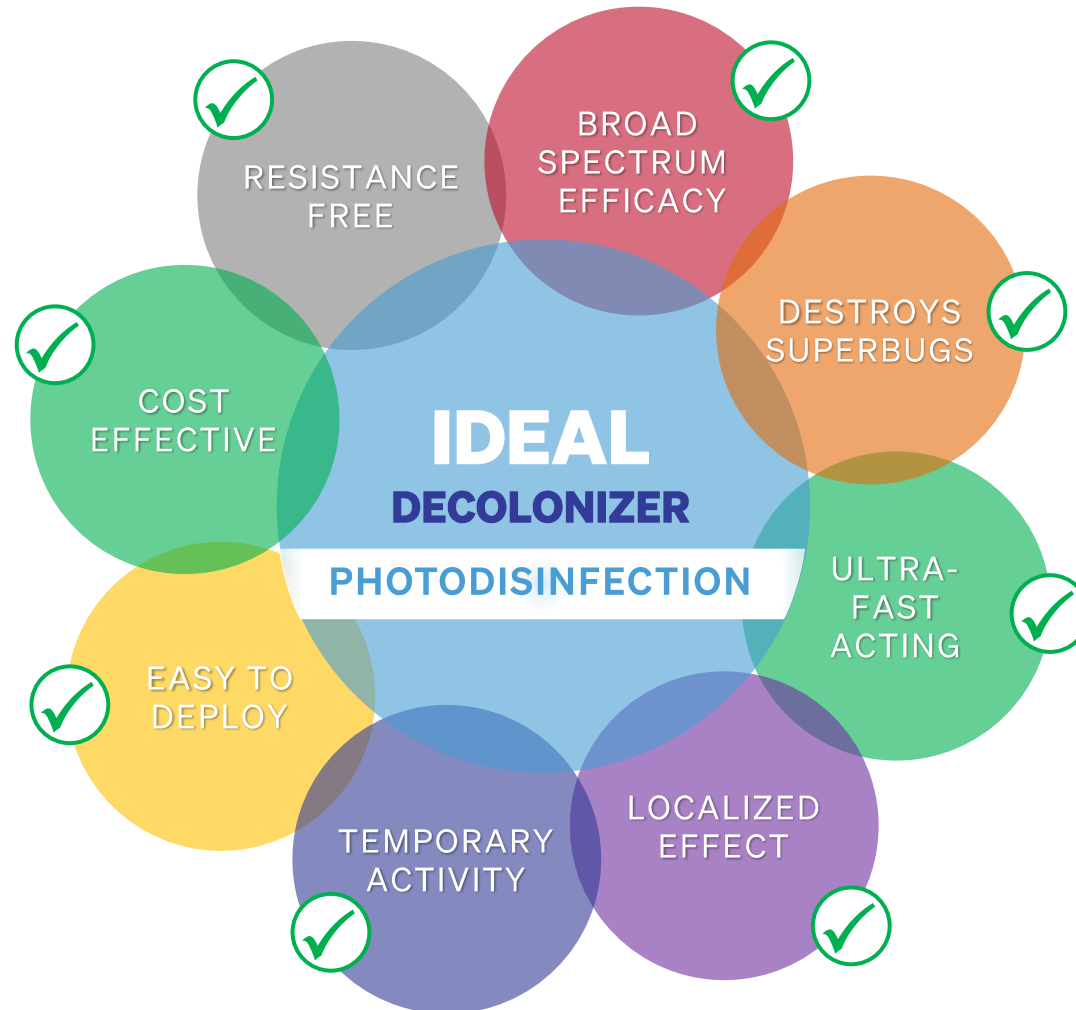 BROAD
SPECTRUM
EFFICACY
RESISTANCE
FREE
DESTROYS
SUPERBUGS
COST
EFFECTIVE
IDEAL
DECOLONIZER
PHOTODISINFECTION
ULTRA-
FAST
ACTING
EASY TO
DEPLOY
LOCALIZED
EFFECT
TEMPORARY
ACTIVITY